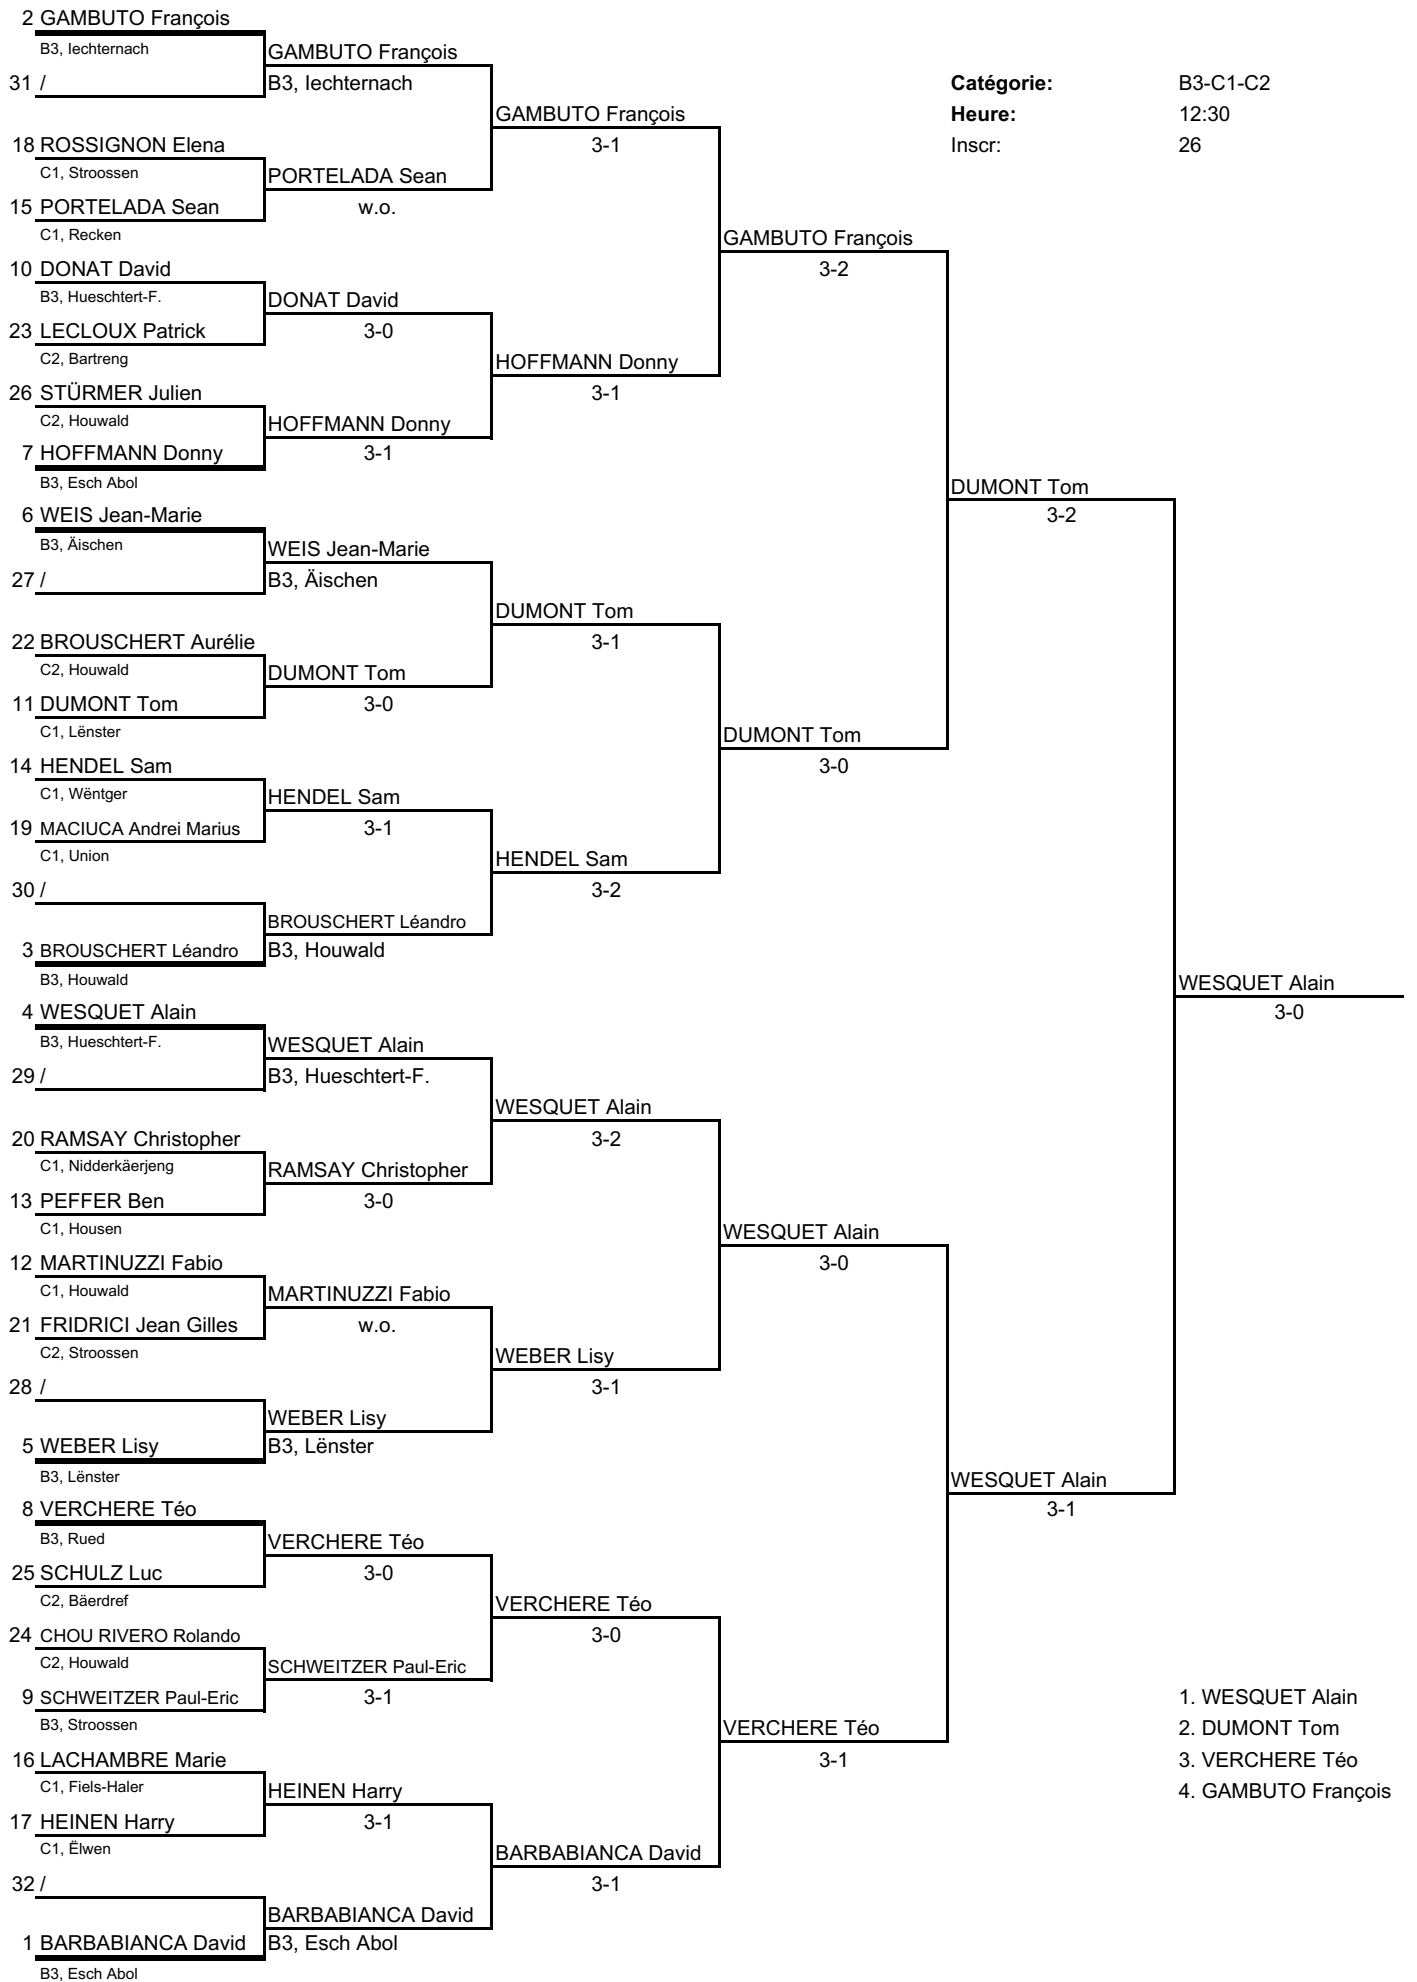 2 GAMBUTO François
B3, Iechternach
GAMBUTO François
31 /
B3, Iechternach
Catégorie: B3-C1-C2
GAMBUTO François
Heure: 12:30
18 ROSSIGNON Elena
3-1
Inscr: 26
C1, Stroossen
PORTELADA Sean
15 PORTELADA Sean
w.o.
C1, Recken
GAMBUTO François
10 DONAT David
3-2
B3, Hueschtert-F.
DONAT David
23 LECLOUX Patrick
3-0
C2, Bartreng
HOFFMANN Donny
26 STÜRMER Julien
3-1
C2, Houwald
HOFFMANN Donny
7 HOFFMANN Donny
3-1
B3, Esch Abol
DUMONT Tom
6 WEIS Jean-Marie
3-2
B3, Äischen
WEIS Jean-Marie
27 /
B3, Äischen
DUMONT Tom
22 BROUSCHERT Aurélie
3-1
C2, Houwald
DUMONT Tom
11 DUMONT Tom
3-0
C1, Lënster
DUMONT Tom
14 HENDEL Sam
3-0
C1, Wëntger
HENDEL Sam
19 MACIUCA Andrei Marius
3-1
C1, Union
HENDEL Sam
30 /
3-2
BROUSCHERT Léandro
3 BROUSCHERT Léandro
B3, Houwald
B3, Houwald
WESQUET Alain
4 WESQUET Alain
3-0
B3, Hueschtert-F.
WESQUET Alain
29 /
B3, Hueschtert-F.
WESQUET Alain
20 RAMSAY Christopher
3-2
C1, Nidderkäerjeng
RAMSAY Christopher
13 PEFFER Ben
3-0
C1, Housen
WESQUET Alain
12 MARTINUZZI Fabio
3-0
C1, Houwald
MARTINUZZI Fabio
21 FRIDRICI Jean Gilles
w.o.
C2, Stroossen
WEBER Lisy
28 /
3-1
WEBER Lisy
5 WEBER Lisy
B3, Lënster
B3, Lënster
WESQUET Alain
8 VERCHERE Téo
3-1
B3, Rued
VERCHERE Téo
25 SCHULZ Luc
3-0
C2, Bäerdref
VERCHERE Téo
24 CHOU RIVERO Rolando
3-0
C2, Houwald
SCHWEITZER Paul-Eric
9 SCHWEITZER Paul-Eric
3-1
1. WESQUET Alain
B3, Stroossen
VERCHERE Téo
2. DUMONT Tom
16 LACHAMBRE Marie
3-1
3. VERCHERE Téo
C1, Fiels-Haler
HEINEN Harry
4. GAMBUTO François
17 HEINEN Harry
3-1
C1, Ëlwen
BARBABIANCA David
32 /
3-1
BARBABIANCA David
1 BARBABIANCA David
B3, Esch Abol
B3, Esch Abol